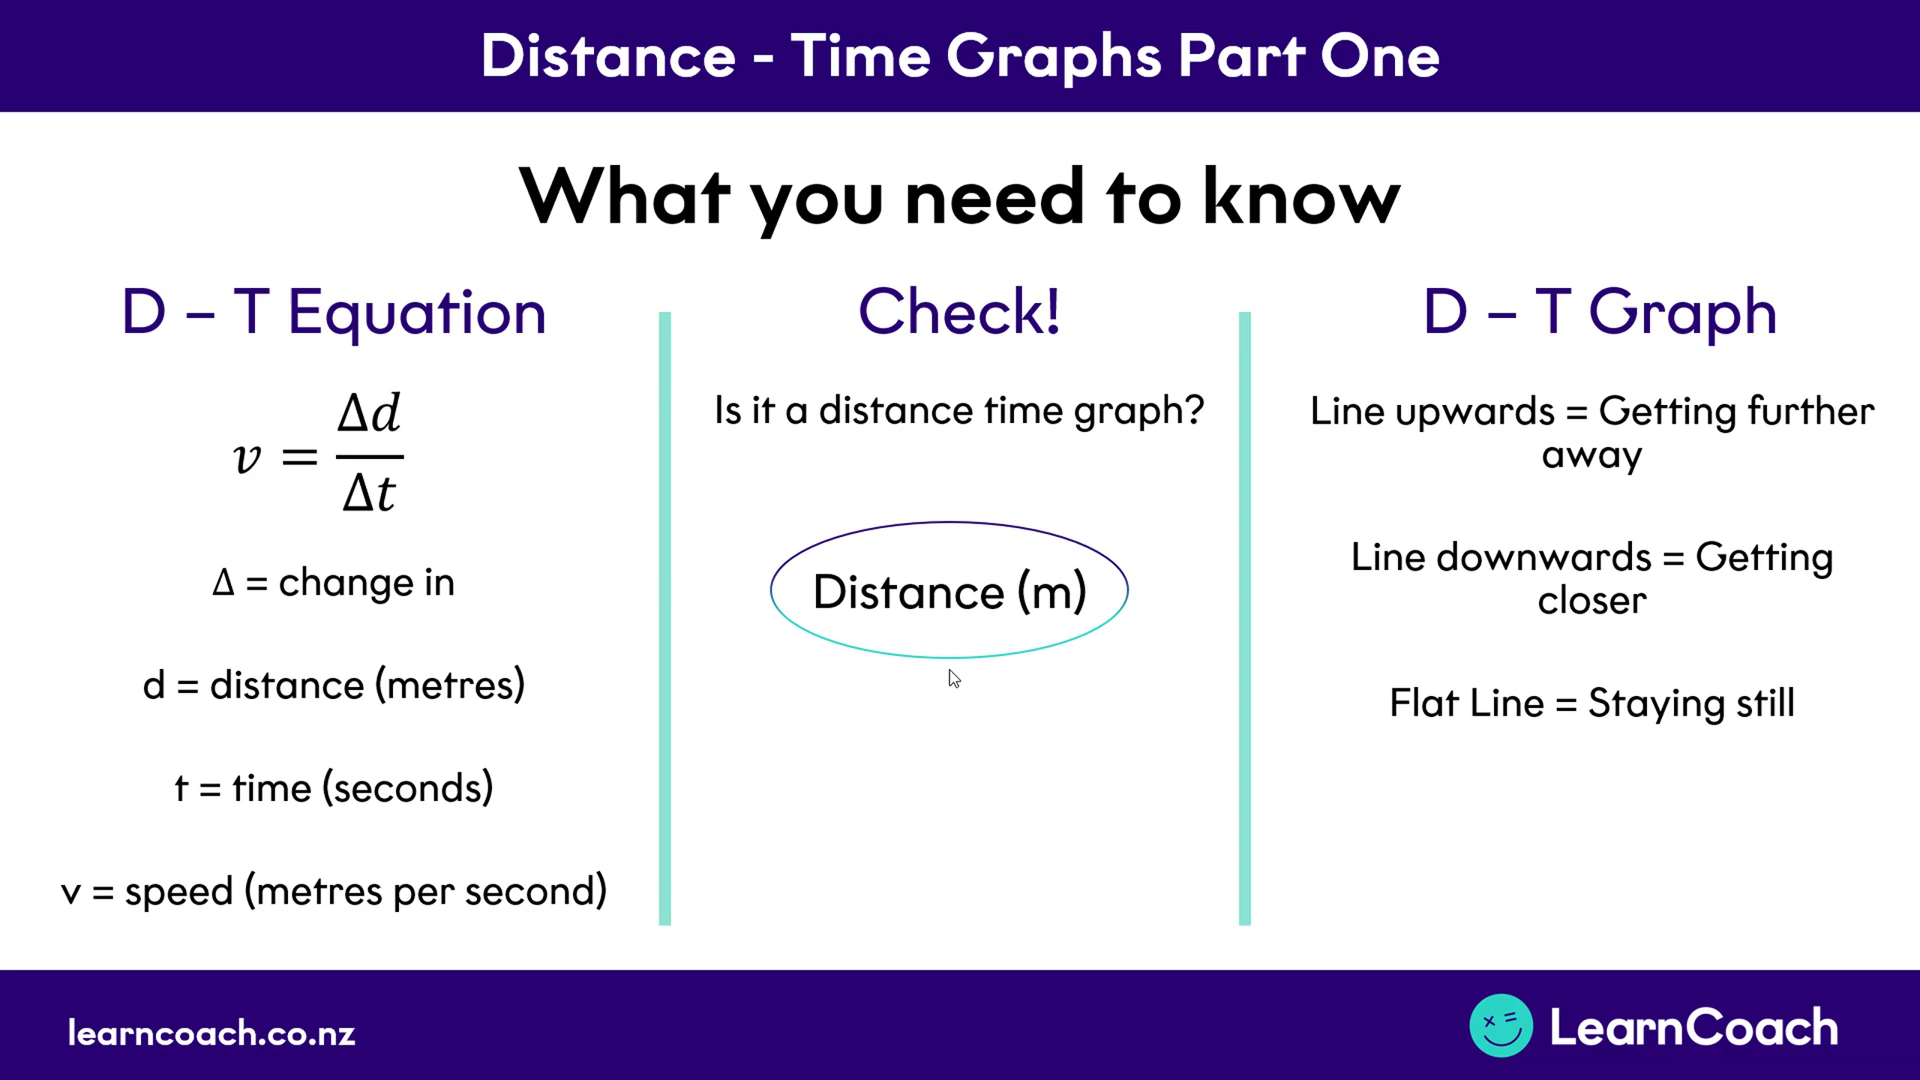 Distance - Time Graphs Part One
What you need to know
D – T Equation
v = Δd/Δt
Δ = change in
d = distance (metres)
t = time (seconds)
v = speed (metres per second)
Check!
Is it a distance time graph?
Distance (m)
D – T Graph
Line upwards = Getting further
away
Line downwards = Getting
closer
Flat Line = Staying still
learncoach.co.nz
LearnCoach